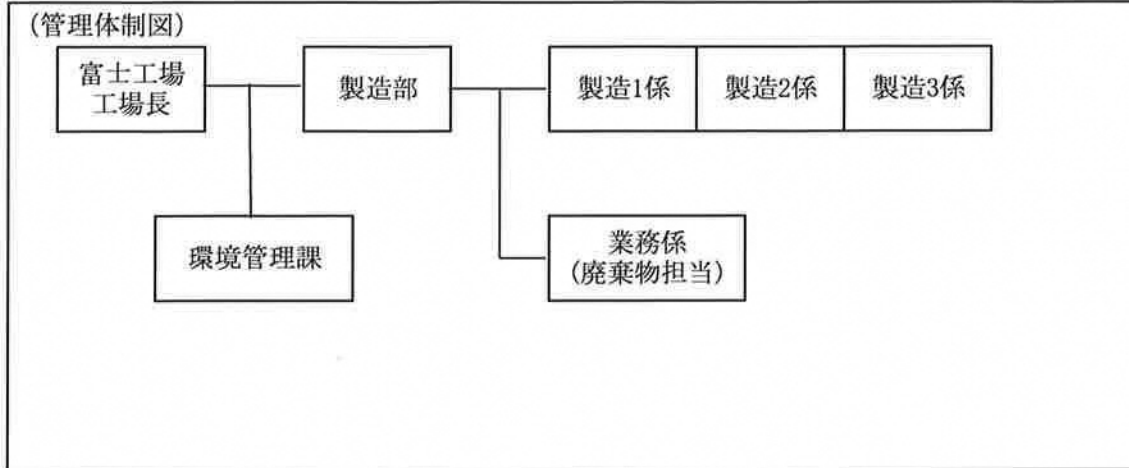 (管理体制図)
富士工場
工場長
製造部
製造1係
製造2係
製造3係
環境管理課
業務係
(廃棄物担当)